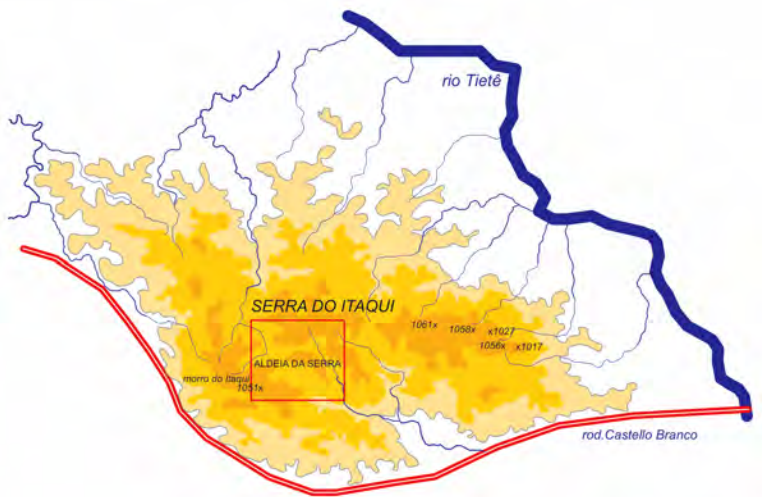 rio Tietê
SERRA DO ITAQUI
1061x
1058x
x1027
1056x
x1017
ALDEIA DA SERRA
morro do Itaqui
1051x
rod.Castello Branco